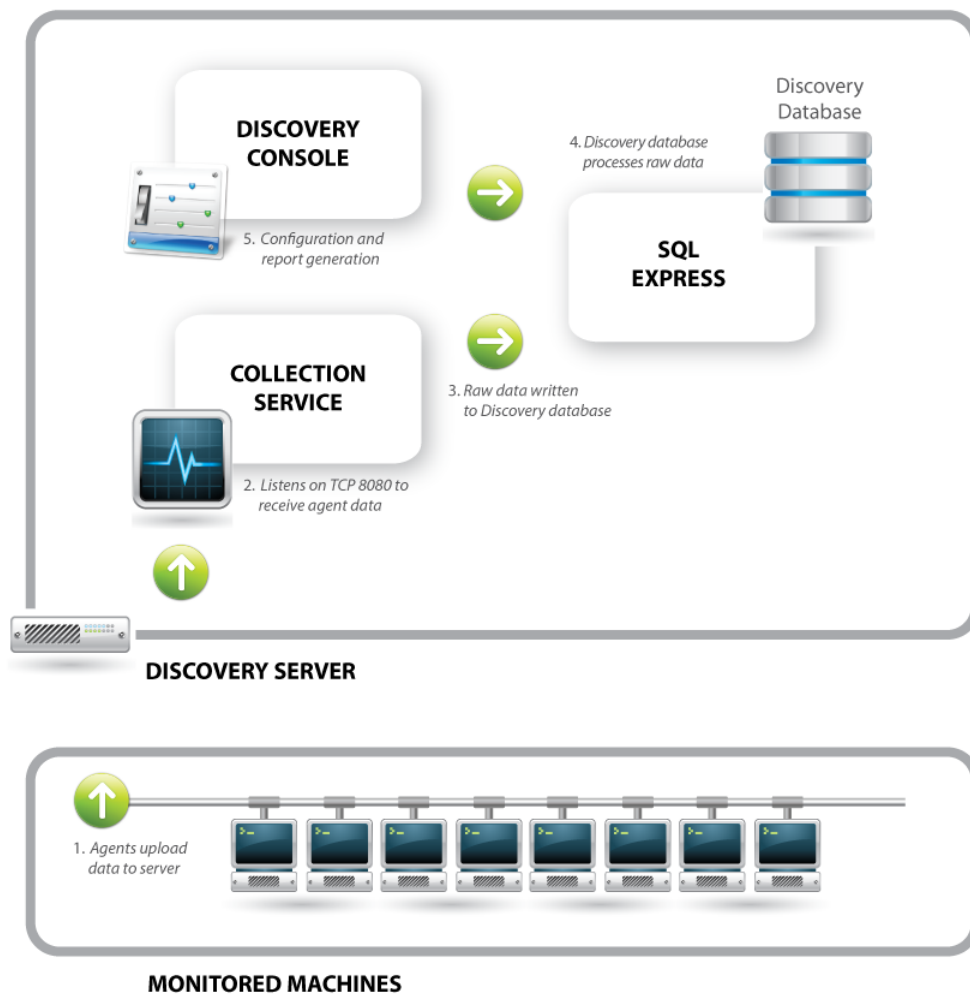 Discovery
Database
DISCOVERY
CONSOLE
4. Discovery database
processes raw data
5. Configuration and
report generation
SQL
EXPRESS
COLLECTION
SERVICE
3. Raw data written
to Discovery database
2. Listens on TCP 8080 to
receive agent data
DISCOVERY SERVER
1. Agents upload
data to server
MONITORED MACHINES